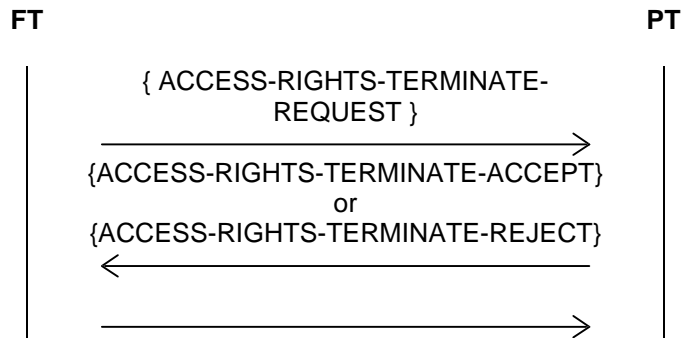 FT PT
{ ACCESS-RIGHTS-TERMINATE-
REQUEST }
{ACCESS-RIGHTS-TERMINATE-ACCEPT}
or
{ACCESS-RIGHTS-TERMINATE-REJECT}